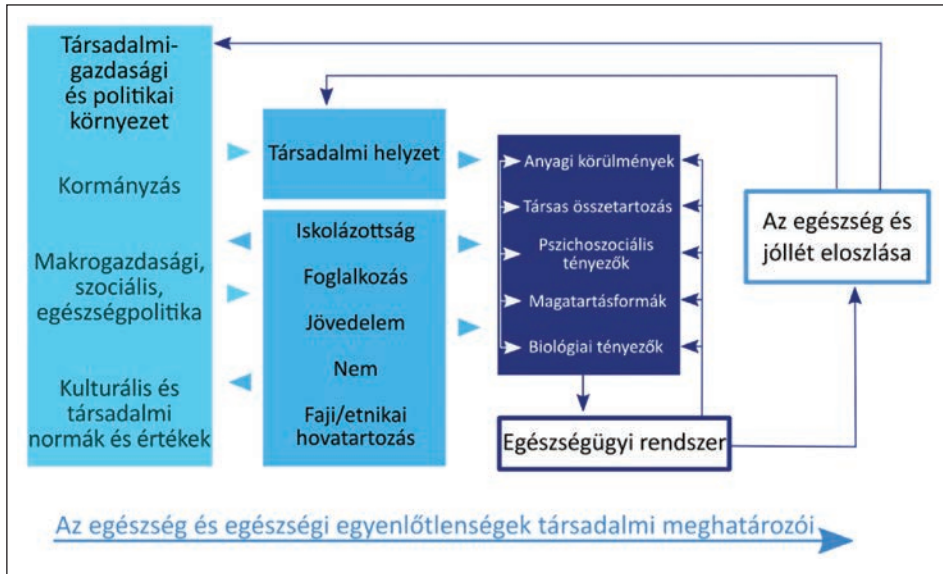 Társadalmi-
gazdasági
és politikai
környezet
Kormányzás
Makrogazdasági,
szociális,
egészségpolitika
Kulturális és
társadalmi
normák és értékek
Társadalmi helyzet
Iskolázottság
Foglalkozás
Jövedelem
Nem
Faji/etnikai
hovatartozás
Anyagi körülmények
Társas összetartozás
Pszichoszociális
tényezők
Magatartásformák
Biológiai tényezők
Egészségügyi rendszer
Az egészség és
jóllét eloszlása
Az egészség és egészségi egyenlőtlenségek társadalmi meghatározói